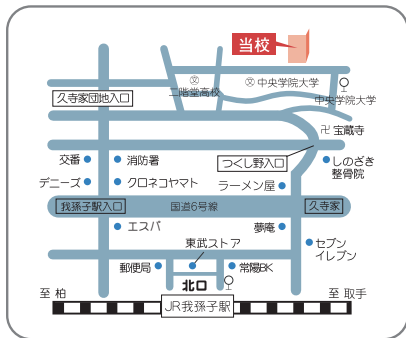 当校
文
二階堂高校
文 中央学院大学
久寺家団地入口
中央学院大学
卍 宝蔵寺
交番
消防署
つくし野入口
しのざき
整骨院
デニーズ
クロネコヤマト
ラーメン屋
我孫子駅入口
国道6号線
久寺家
エスパ
夢庵
東武ストア
セブン
イレブン
郵便局
常陽BK
北口
至 柏
至 取手
JR我孫子駅